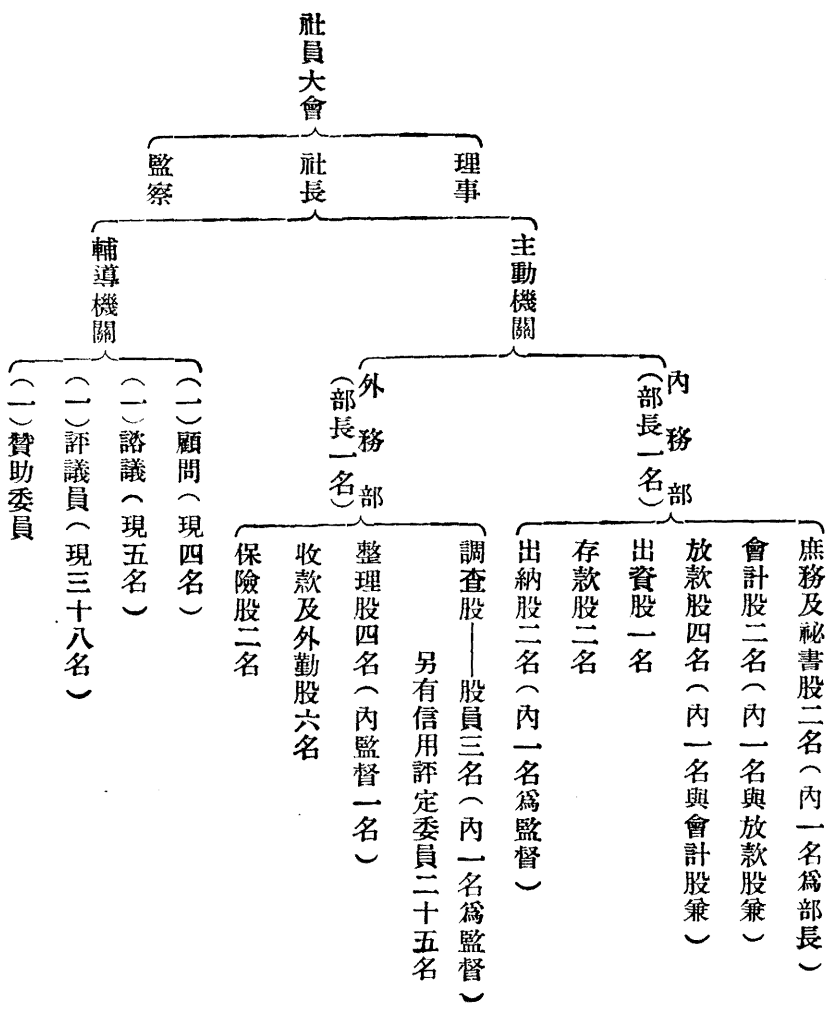 社員大會
理事
社長
監察
主動機關
輔導機關
內務部
（部長一名）
庶務及祕書股二名（內一名爲部長）
會計股二名（內一名與放款股兼）
放款股四名（內一名與會計股兼）
出資股一名
存款股二名
出納股二名（內一名爲監督）
外務部
（部長一名）
調查股——股員三名（內一名爲監督）
另有信用評定委員二十五名
整理股四名（內監督一名）
收款及外勤股六名
保險股二名
（一）顧問（現四名）
（一）諮議（現五名）
（一）評議員（現三十八名）
（一）贊助委員